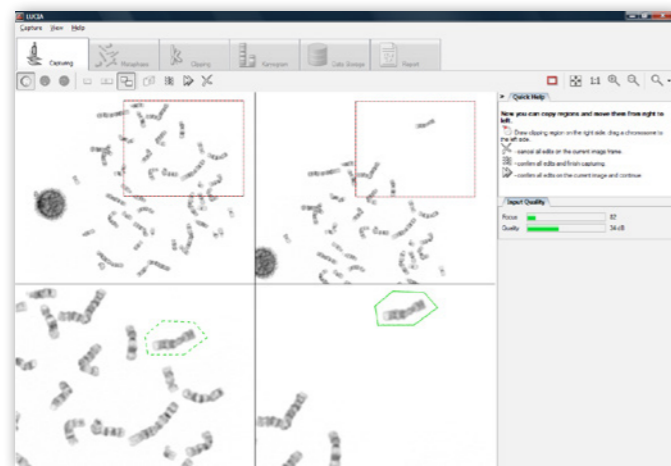 LUCIA
Capture View Help
Capturing
Metaphase
Clipping
Karyogram
Data Storage
Report
1:1
Quick Help
Now you can copy regions and move them from right to
left.
Draw clipping region on the right side, drag a chromosome to
the left side.
- cancel all edits on the current image frame.
- confirm all edits and finish capturing
- confirm all edits on the current image and continue
Input Quality
Focus 82
Quality 34 dB